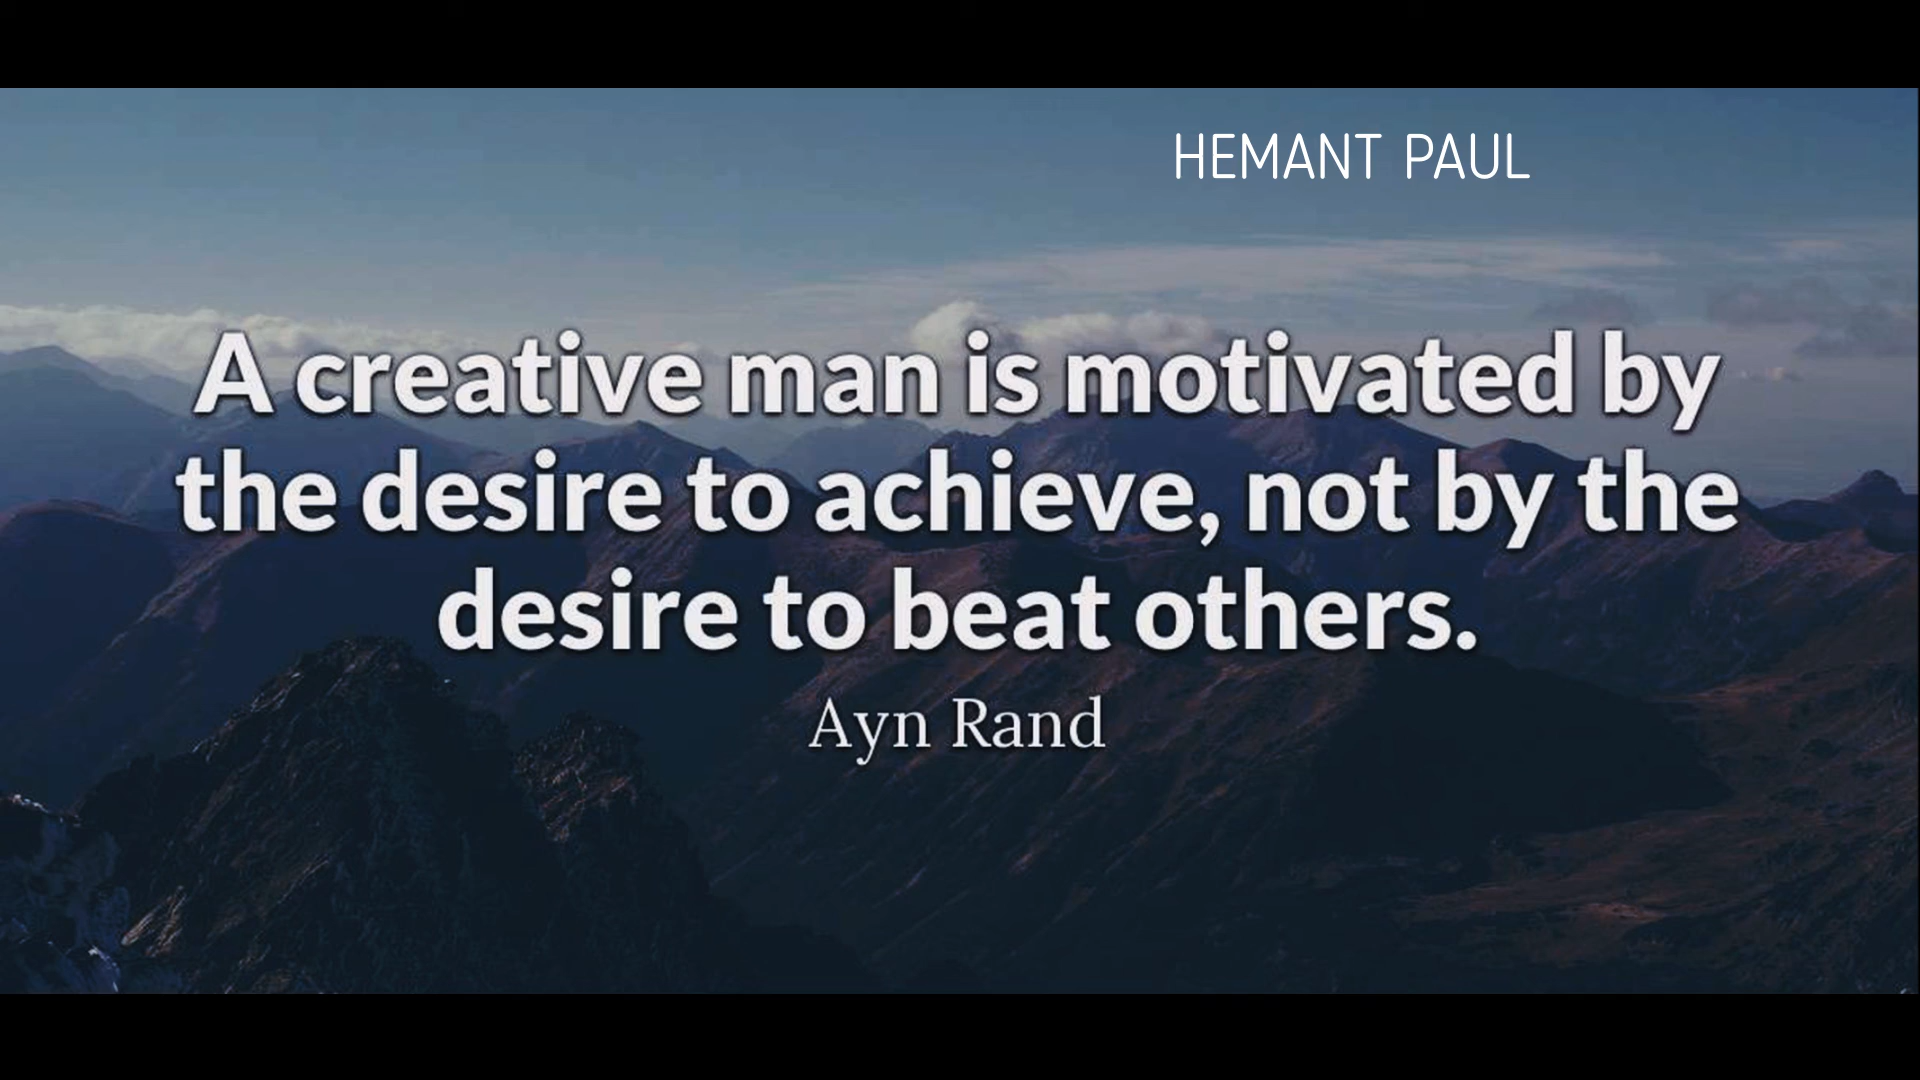 HEMANT PAUL
A creative man is motivated by
the desire to achieve, not by the
desire to beat others.
Ayn Rand